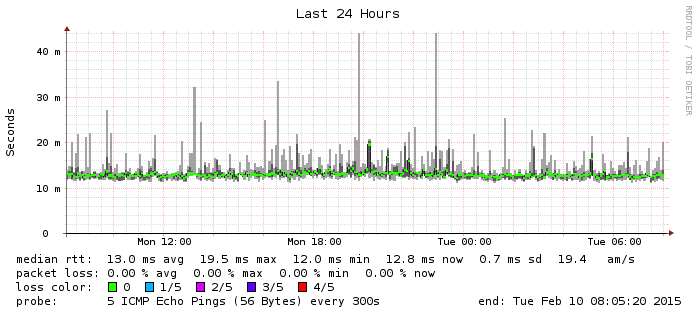 Last 24 Hours
RRDTOOL / TOBI OETIKER
Seconds
40 m
30 m
20 m
10 m
0
Mon 12:00 Mon 18:00 Tue 00:00 Tue 06:00
median rtt: 13.0 ms avg 19.5 ms max 12.0 ms min 12.8 ms now 0.7 ms sd 19.4 am/s
packet loss: 0.00 % avg 0.00 % max 0.00 % min 0.00 % now
loss color: 0 1/5 2/5 3/5 4/5
probe: 5 ICMP Echo Pings (56 Bytes) every 300s end: Tue Feb 10 08:05:20 2015